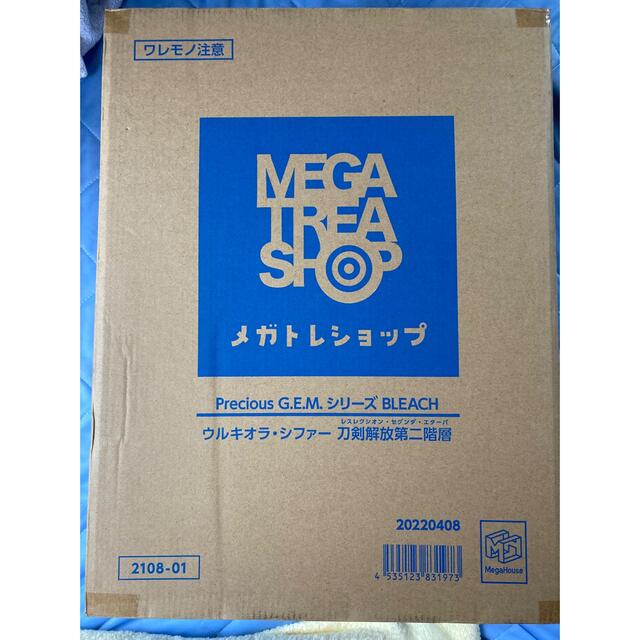 ワレモノ注意
MEGA
TREA
SHOP
メガトレショップ
Precious G.E.M. シリーズ BLEACH
レスレクシオン・セグンダ・エターパ
ウルキオラ・シファー 刀剣解放第二階層
20220408
2108-01
4 535123 831973
MegaHouse